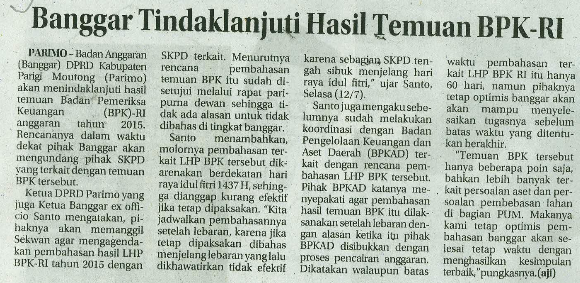 Banggar Tindaklanjuti Hasil Temuan BPK-RI
PARIMO – Badan Anggaran
(Banggar) DPRD Kabupaten
Parigi Moutong (Parimo)
akan menindaklanjuti hasil
temuan Badan Pemeriksa
Keuangan (BPK)-RI
anggaran tahun 2015.
Rencananya dalam waktu
dekat pihak Banggar akan
mengundang pihak SKPD
yang terkait dengan temuan
BPK tersebut.
Ketua DPRD Parimo yang
juga Ketua Banggar ex offi
cio Santo mengatakan, pi-
haknya akan memanggil
Sekwan agar mengagenda-
kan pembahasan hasil LHP
BPK-RI tahun 2015 dengan
SKPD terkait. Menurutnya
rencana pembahasan
temuan BPK itu sudah di-
setujui melalui rapat pari-
purna dewan sehingga ti-
dak ada alasan untuk tidak
dibahas di tingkat banggar.
Santo menambahkan,
molornya pembahasan ter-
kait LHP BPK tersebut dik-
arenakan berdekatan hari
raya idul fitri 1437 H, sehing-
ga dianggap kurang efektif
jika tetap dipaksakan. "Kita
jadwalkan pembahasannya
setelah lebaran, karena jika
tetap dipaksakan dibahas
menjelang lebaran yang lalu
dikhawatirkan tidak efektif
karena sebagian SKPD ten-
gah sibuk menjelang hari
raya idul fitri," ujar Santo,
Selasa (12/7).
Santo juga mengaku sebe-
lumnya sudah melakukan
koordinasi dengan Badan
Pengelolaan Keuangan dan
Aset Daerah (BPKAD) ter-
kait dengan rencana pem-
bahasan LHP BPK tersebut.
Pihak BPKAD katanya me-
nyepakati agar pembahasan
hasil temuan BPK itu dilak-
sanakan setelah lebaran den-
gan alasan ketika itu pihak
BPKAD disibukkan dengan
proses pencairan anggaran.
Dikatakan walaupun batas
waktu pembahasan ter-
kait LHP BPK RI itu hanya
60 hari, namun pihaknya
tetap optimis banggar akan
akan mampu menyele-
saikan tugasnya sebelum
batas waktu yang ditentu-
kan berakhir.
"Temuan BPK tersebut
hanya beberapa poin saja,
bahkan lebih banyak ter-
kait persoalan aset dan per-
soalan pembebasan lahan
di bagian PUM. Makanya
kami tetap optimis pem-
bahasan banggar akan se-
lesai tetap waktu dengan
menghasilkan kesimpulan
terbaik,"pungkasnya.(aji)